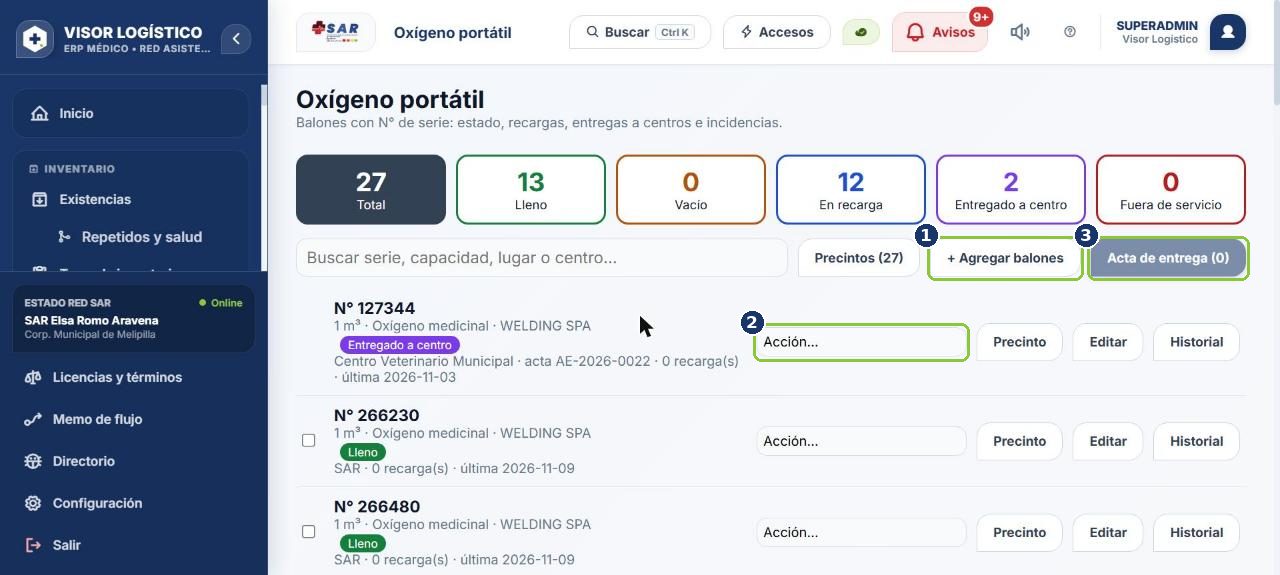 VISOR LOGÍSTICO
ERP MÉDICO • RED ASISTE...
Inicio
INVENTARIO
Existencias
Repetidos y salud
ESTADO RED SAR
Online
SAR Elsa Romo Aravena
Corp. Municipal de Melipilla
Licencias y términos
Memo de flujo
Directorio
Configuración
Salir
SAR
Oxígeno portátil
Buscar Ctrl K
Accesos
Avisos
9+
SUPERADMIN
Visor Logístico
Oxígeno portátil
Balones con N° de serie: estado, recargas, entregas a centros e incidencias.
27
Total
13
Lleno
0
Vacío
12
En recarga
2
Entregado a centro
0
Fuera de servicio
Buscar serie, capacidad, lugar o centro...
Precintos (27)
1
+ Agregar balones
3
Acta de entrega (0)
N° 127344
1 m³ · Oxígeno medicinal · WELDING SPA
Entregado a centro
Centro Veterinario Municipal · acta AE-2026-0022 · 0 recarga(s)
· última 2026-11-03
2
Acción...
Precinto
Editar
Historial
N° 266230
1 m³ · Oxígeno medicinal · WELDING SPA
Lleno
SAR · 0 recarga(s) · última 2026-11-09
Acción...
Precinto
Editar
Historial
N° 266480
1 m³ · Oxígeno medicinal · WELDING SPA
Lleno
SAR · 0 recarga(s) · última 2026-11-09
Acción...
Precinto
Editar
Historial